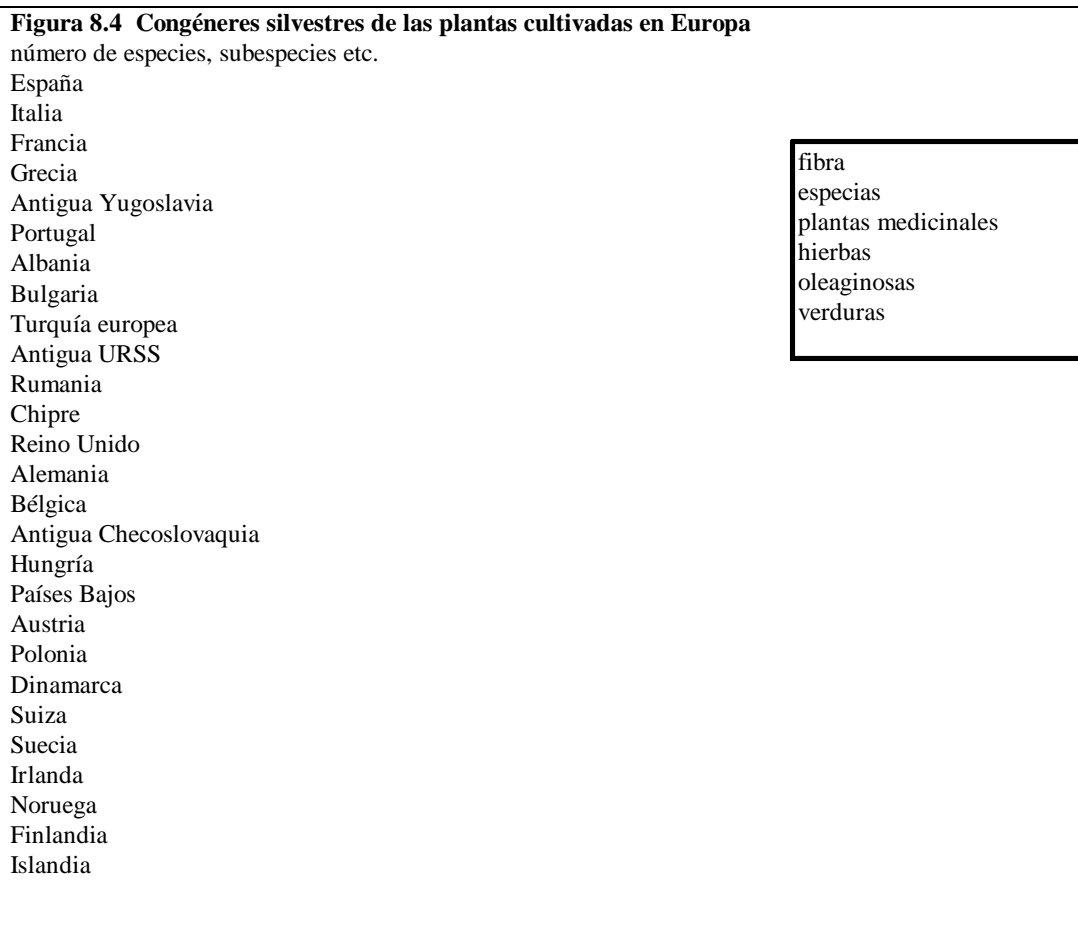 Figura 8.4 Congéneres silvestres de las plantas cultivadas en Europa
número de especies, subespecies etc.
España
Italia
Francia
Grecia
Antigua Yugoslavia
Portugal
Albania
Bulgaria
Turquía europea
Antigua URSS
Rumania
Chipre
Reino Unido
Alemania
Bélgica
Antigua Checoslovaquia
Hungría
Países Bajos
Austria
Polonia
Dinamarca
Suiza
Suecia
Irlanda
Noruega
Finlandia
Islandia
fibra
especias
plantas medicinales
hierbas
oleaginosas
verduras